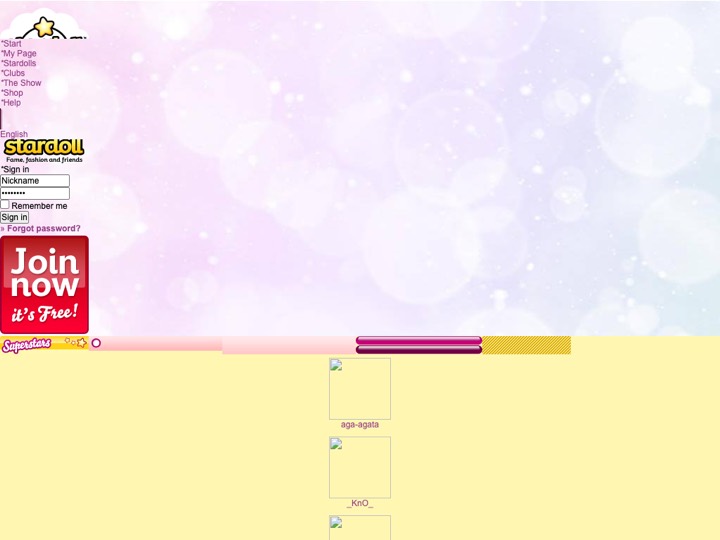 *Start
*My Page
*Stardolls
*Clubs
*The Show
*Shop
*Help
English
stardoll
Fame, fashion and friends
*Sign in
Nickname
••••••••
Remember me
Sign in
» Forgot password?
Join
now
it's Free!
Superstars
aga-agata
_KnO_